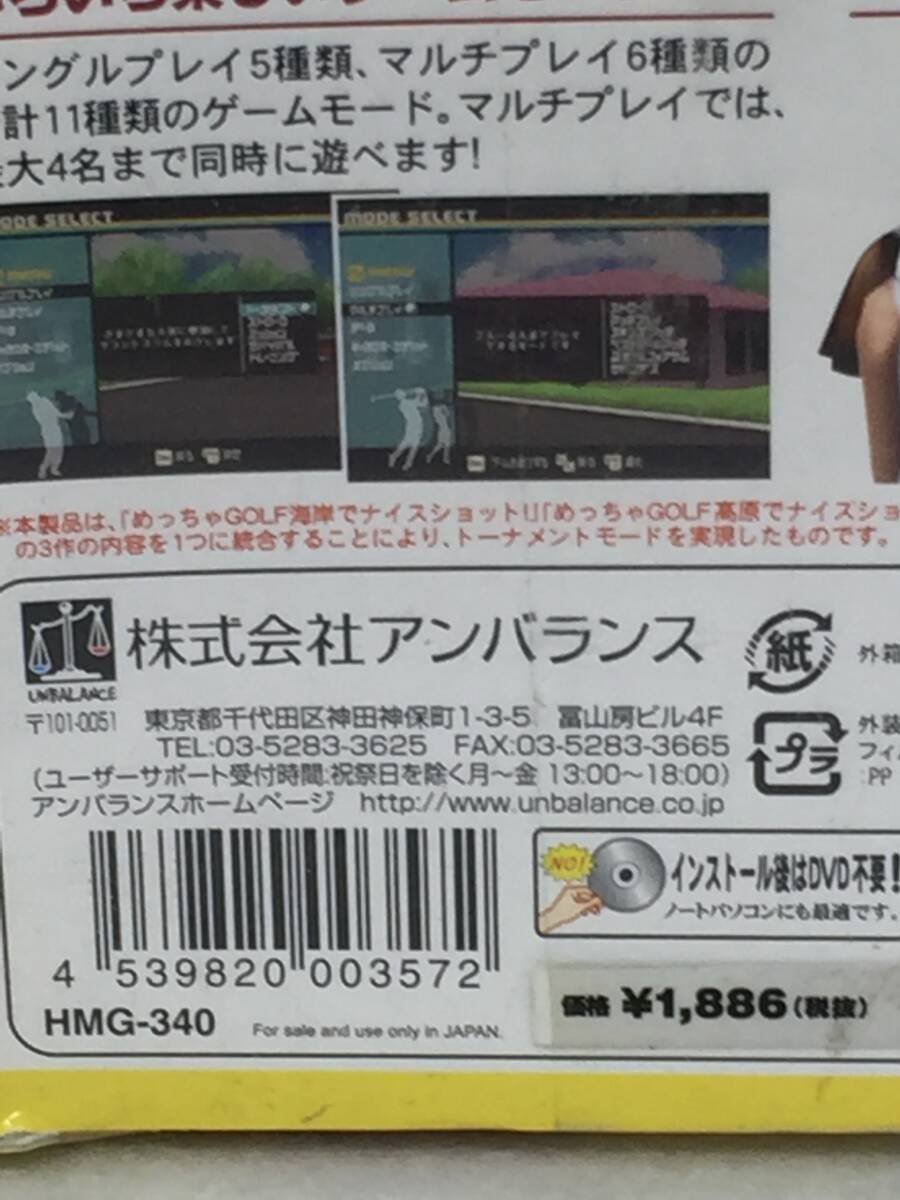 ングルプレイ5種類、マルチプレイ6種類の
計11種類のゲームモード。マルチプレイでは、
大4名まで同時に遊べます!
MODE SELECT
MODE SELECT
トレーニング
※本製品は、「めっちゃGOLF海岸でナイスショット!」「めっちゃGOLF高原でナイスショ
の3作の内容を1つに統合することにより、トーナメントモードを実現したものです。
UNBALANCE
株式会社アンバランス
〒101-0051 東京都千代田区神田神保町1-3-5 冨山房ビル4F
TEL:03-5283-3625 FAX:03-5283-3665
(ユーザーサポート受付時間:祝祭日を除く月~金 13:00~18:00)
アンバランスホームページ http://www.unbalance.co.jp
紙
外箱
プラ
外装
フィ
:PP
NO!
インストール後はDVD不要!
ノートパソコンにも最適です。
4 539820 003572
HMG-340
For sale and use only in JAPAN.
価格 ¥1,886(税抜)